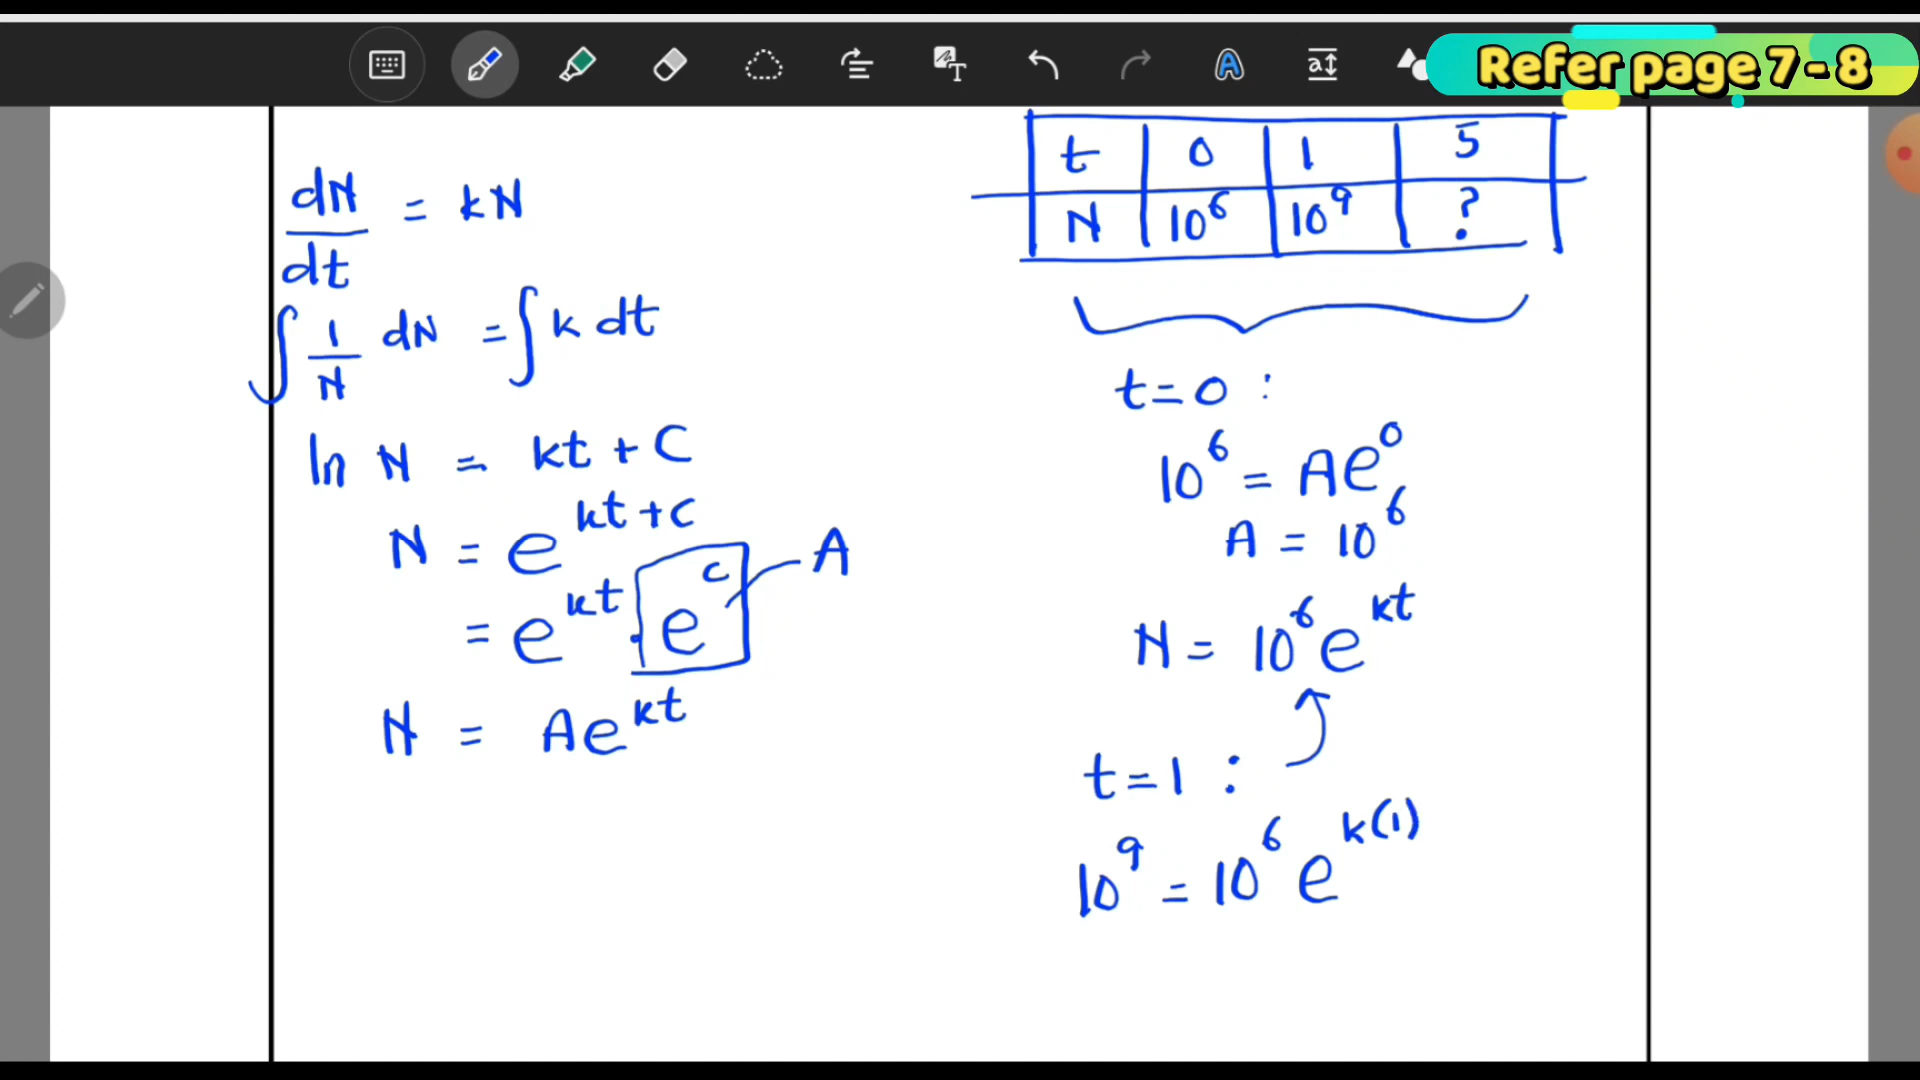 Refer page 7 - 8
dN/dt = kN
∫ 1/N dN = ∫ k dt
ln N = kt + C
N = e^(kt + c)
= e^(kt) . e^c — A
N = Ae^(kt)
t 0 1 5
N 10^6 10^9 ?
t = 0 :
10^6 = Ae^0
A = 10^6
N = 10^6 e^(kt)
t = 1 :
10^9 = 10^6 e^(k(1))